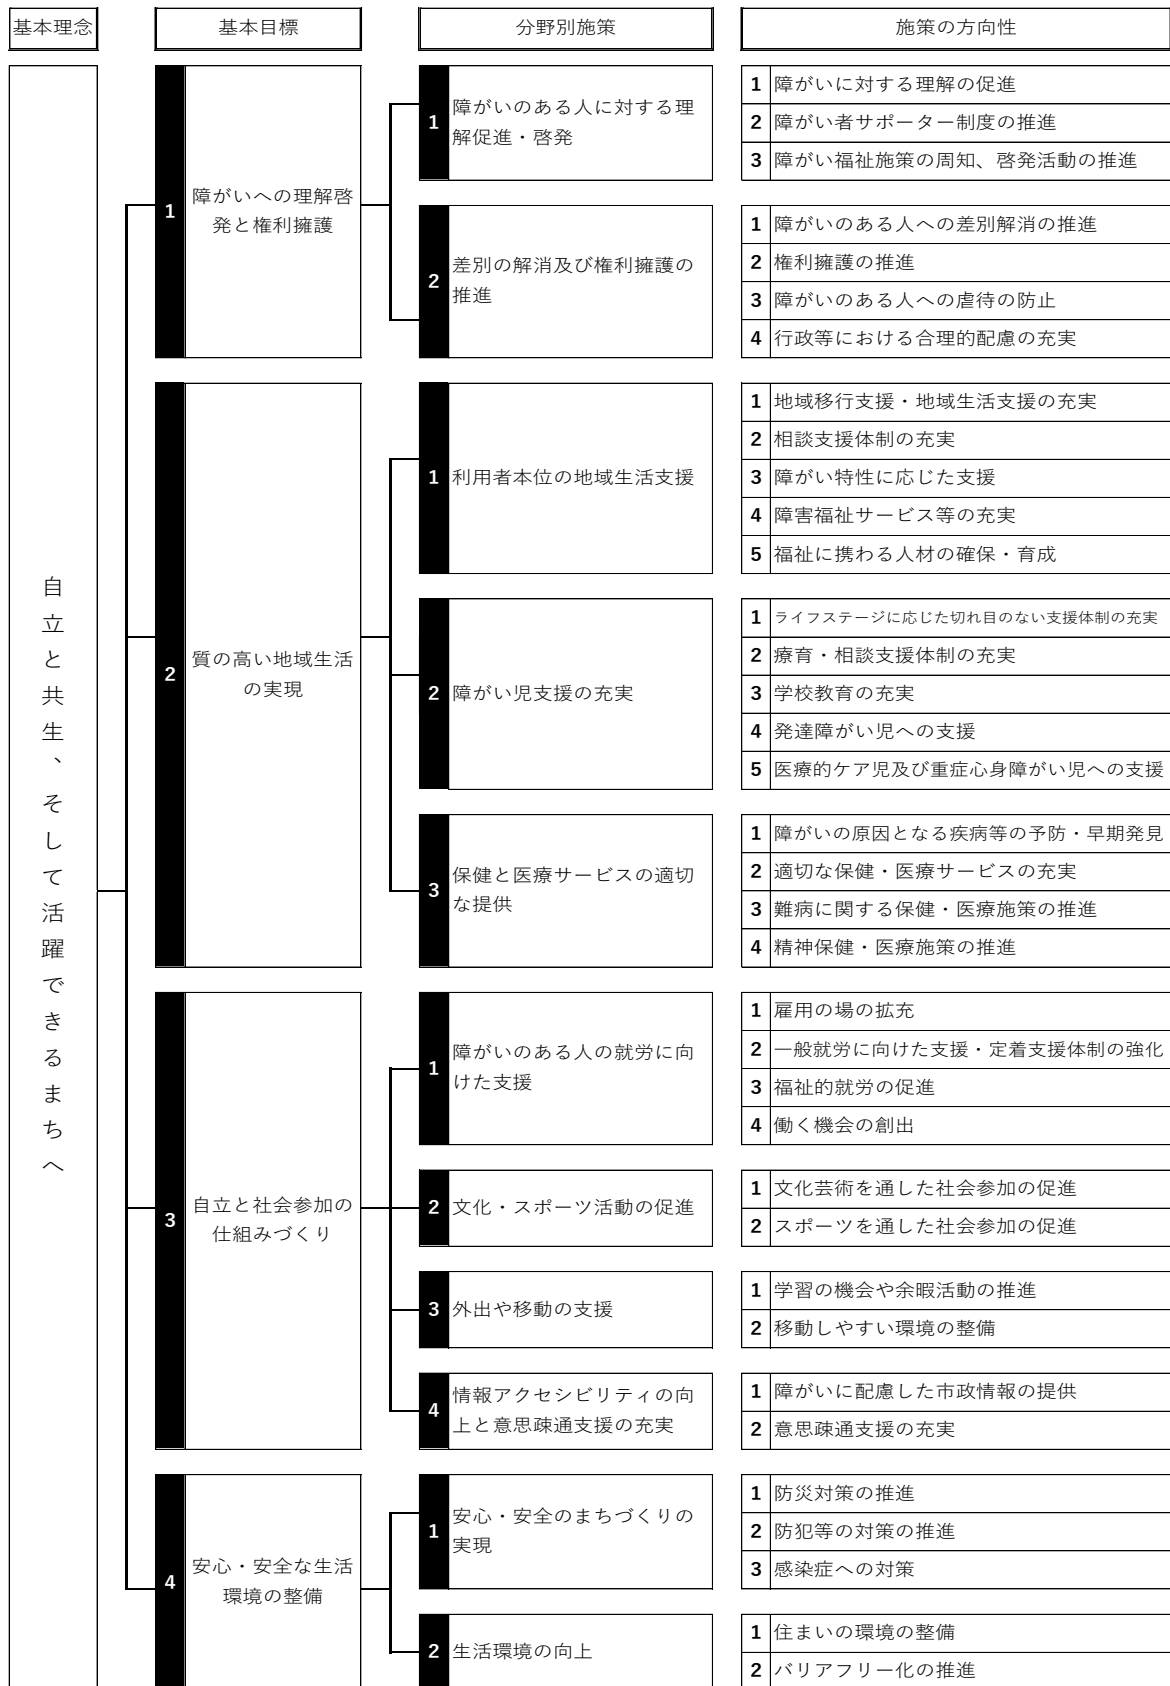 基本理念
基本目標
分野別施策
施策の方向性
自立と共生、そして活躍できるまちへ
1
障がいへの理解啓
発と権利擁護
1
障がいのある人に対する理
解促進・啓発
1 障がいに対する理解の促進
2 障がい者サポーター制度の推進
3 障がい福祉施策の周知、啓発活動の推進
2
差別の解消及び権利擁護の
推進
1 障がいのある人への差別解消の推進
2 権利擁護の推進
3 障がいのある人への虐待の防止
4 行政等における合理的配慮の充実
2
質の高い地域生活
の実現
1 利用者本位の地域生活支援
1 地域移行支援・地域生活支援の充実
2 相談支援体制の充実
3 障がい特性に応じた支援
4 障害福祉サービス等の充実
5 福祉に携わる人材の確保・育成
2 障がい児支援の充実
1 ライフステージに応じた切れ目のない支援体制の充実
2 療育・相談支援体制の充実
3 学校教育の充実
4 発達障がい児への支援
5 医療的ケア児及び重症心身障がい児への支援
3
保健と医療サービスの適切
な提供
1 障がいの原因となる疾病等の予防・早期発見
2 適切な保健・医療サービスの充実
3 難病に関する保健・医療施策の推進
4 精神保健・医療施策の推進
3
自立と社会参加の
仕組みづくり
1
障がいのある人の就労に向
けた支援
1 雇用の場の拡充
2 一般就労に向けた支援・定着支援体制の強化
3 福祉的就労の促進
4 働く機会の創出
2 文化・スポーツ活動の促進
1 文化芸術を通した社会参加の促進
2 スポーツを通した社会参加の促進
3 外出や移動の支援
1 学習の機会や余暇活動の推進
2 移動しやすい環境の整備
4
情報アクセシビリティの向
上と意思疎通支援の充実
1 障がいに配慮した市政情報の提供
2 意思疎通支援の充実
4
安心・安全な生活
環境の整備
1
安心・安全のまちづくりの
実現
1 防災対策の推進
2 防犯等の対策の推進
3 感染症への対策
2 生活環境の向上
1 住まいの環境の整備
2 バリアフリー化の推進